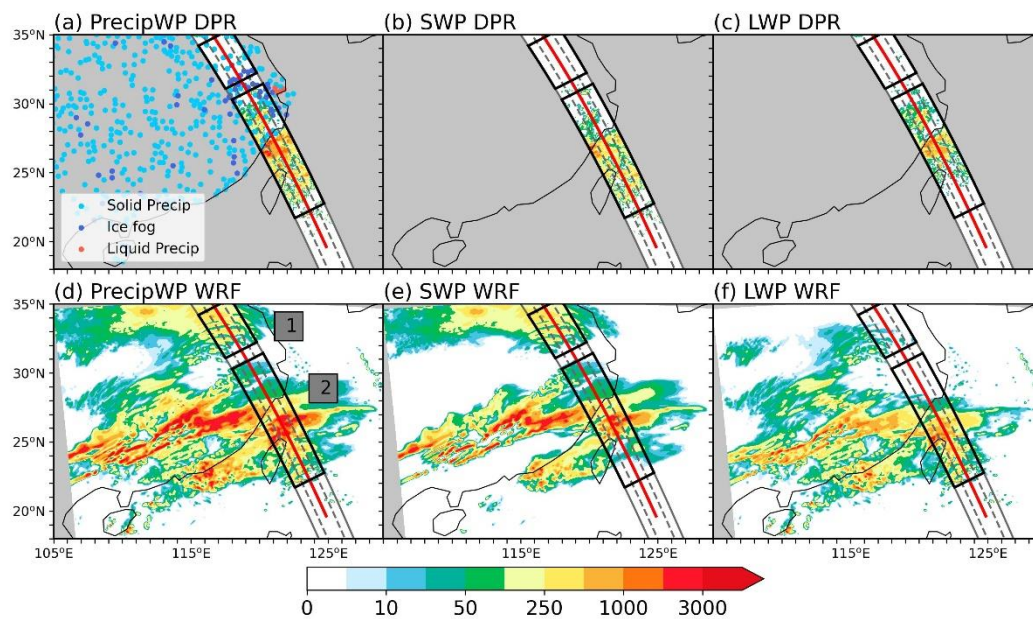 (a) PrecipWP DPR
(b) SWP DPR
(c) LWP DPR
35°N
30°N
25°N
20°N
Solid Precip
Ice fog
Liquid Precip
(d) PrecipWP WRF
(e) SWP WRF
(f) LWP WRF
35°N
30°N
25°N
20°N
1
2
105°E 115°E 125°E 115°E 125°E 115°E 125°E
0 10 50 250 1000 3000